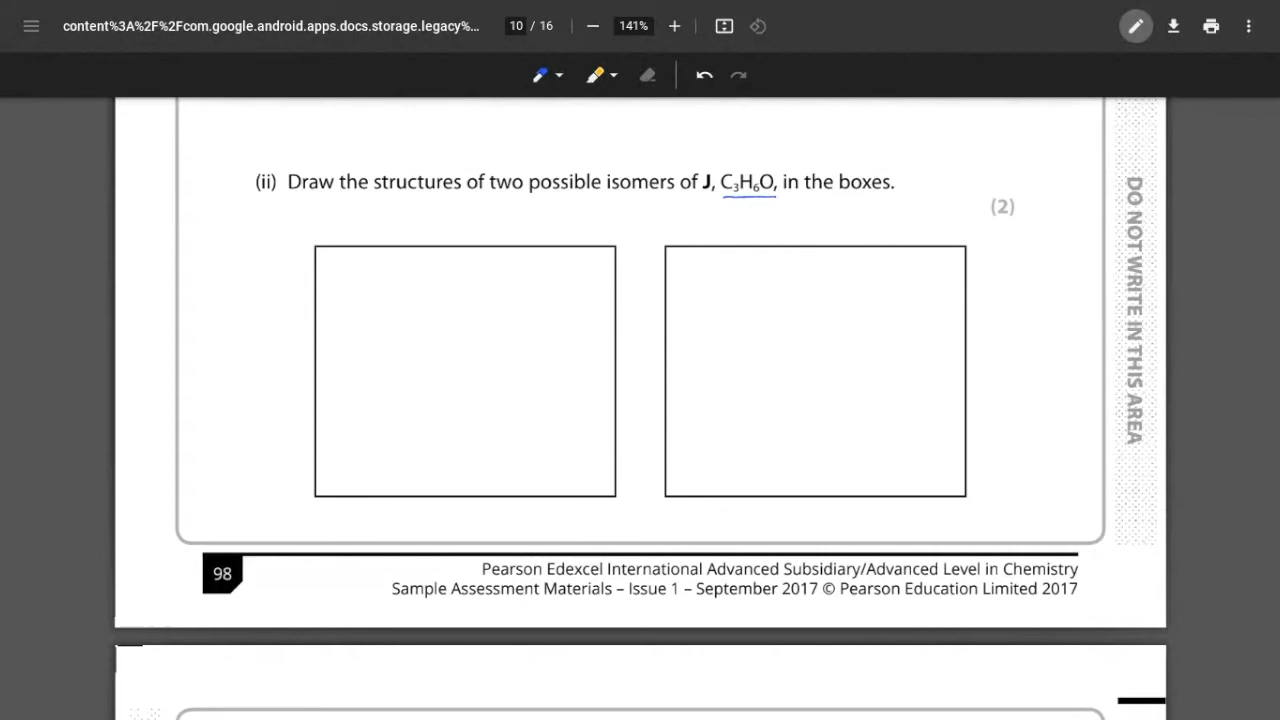 content%3A%2F%2Fcom.google.android.apps.docs.storage.legacy%... 10 / 16 141%
(ii) Draw the structures of two possible isomers of J, C₃H₆O, in the boxes.
(2)
DO NOT WRITE IN THIS AREA
98
Pearson Edexcel International Advanced Subsidiary/Advanced Level in Chemistry
Sample Assessment Materials – Issue 1 – September 2017 © Pearson Education Limited 2017